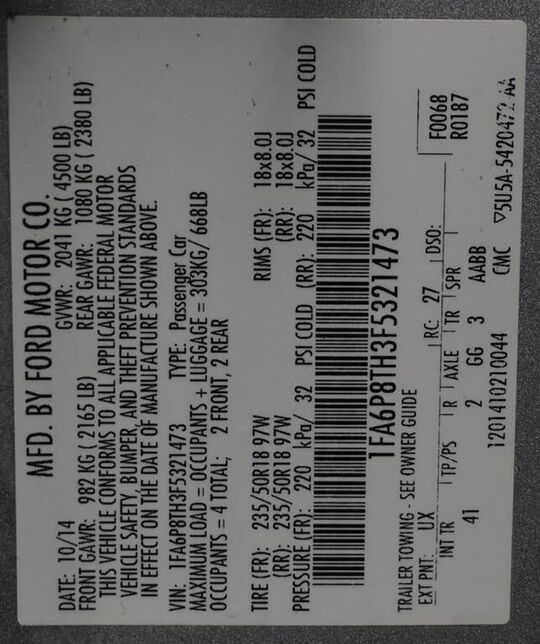 MFD. BY FORD MOTOR CO.
DATE: 10/14 GVWR: 2041 KG ( 4500 LB)
FRONT GAWR: 982 KG ( 2165 LB) REAR GAWR: 1080 KG ( 2380 LB)
THIS VEHICLE CONFORMS TO ALL APPLICABLE FEDERAL MOTOR
VEHICLE SAFETY, BUMPER, AND THEFT PREVENTION STANDARDS
IN EFFECT ON THE DATE OF MANUFACTURE SHOWN ABOVE.
VIN: 1FA6P8TH3F5321473 TYPE: Passenger Car
MAXIMUM LOAD = OCCUPANTS + LUGGAGE = 303KG/ 668LB
OCCUPANTS = 4 TOTAL; 2 FRONT, 2 REAR
TIRE (FR): 235/50R18 97W RIMS (FR): 18x8.0J
(RR): 235/50R18 97W (RR): 18x8.0J
PRESSURE (FR): 220 kPa/ 32 PSI COLD (RR): 220 kPa/ 32 PSI COLD
1FA6P8TH3F5321473
TRAILER TOWING - SEE OWNER GUIDE
EXT PNT: UX RC: 27 DSO: F0068
R0187
INT TR TP/PS R AXLE TR SPR
41 2 GG 3 AABB
1201410210044 CMC ▽5U5A-5420472 AA